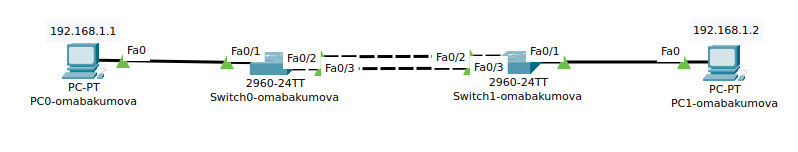 192.168.1.1
Fa0
PC-PT
PC0-omabakumova
Fa0/1
Fa0/2
Fa0/3
2960-24TT
Switch0-omabakumova
Fa0/2
Fa0/3
Fa0/1
2960-24TT
Switch1-omabakumova
192.168.1.2
Fa0
PC-PT
PC1-omabakumova